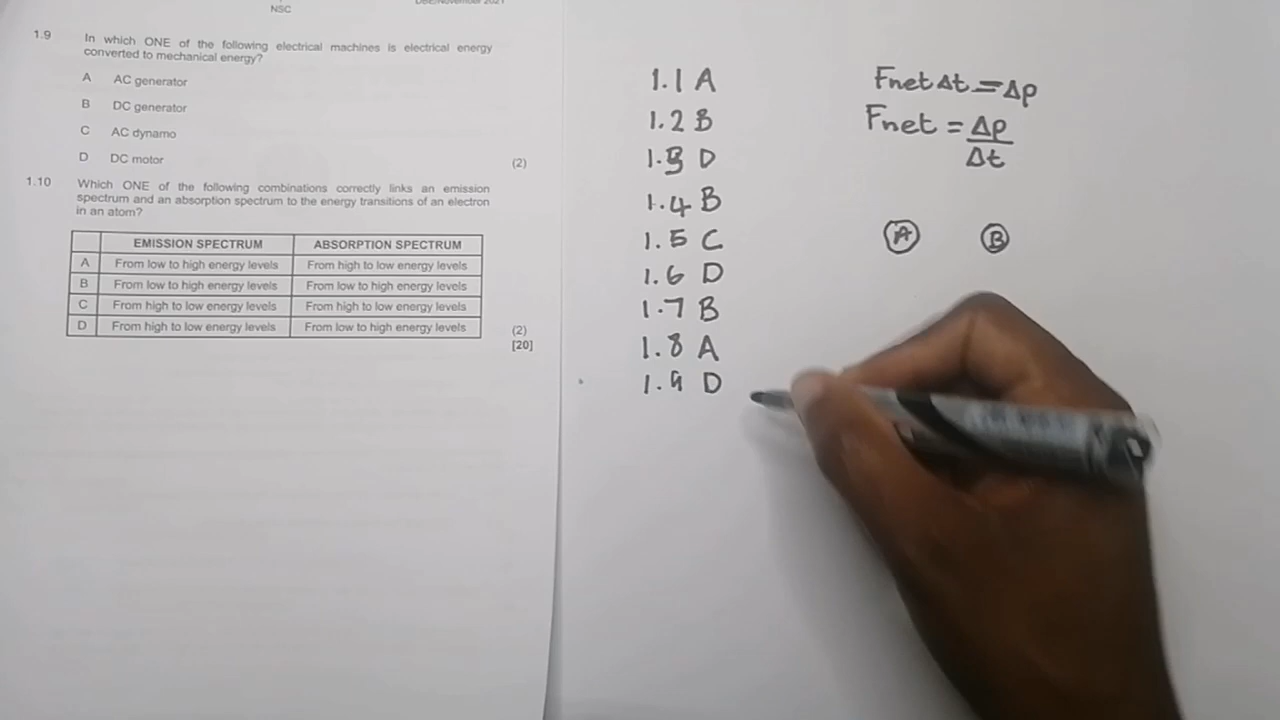 NSC
1.9 In which ONE of the following electrical machines is electrical energy
converted to mechanical energy?
A AC generator
B DC generator
C AC dynamo
D DC motor (2)
1.10 Which ONE of the following combinations correctly links an emission
spectrum and an absorption spectrum to the energy transitions of an electron
in an atom?
EMISSION SPECTRUM ABSORPTION SPECTRUM
A From low to high energy levels From high to low energy levels
B From low to high energy levels From low to high energy levels
C From high to low energy levels From high to low energy levels
D From high to low energy levels From low to high energy levels (2)
[20]
1.1 A
1.2 B
1.3 D
1.4 B
1.5 C
1.6 D
1.7 B
1.8 A
1.9 D
Fnet Δt = Δp
Fnet = Δp
Δt
A B